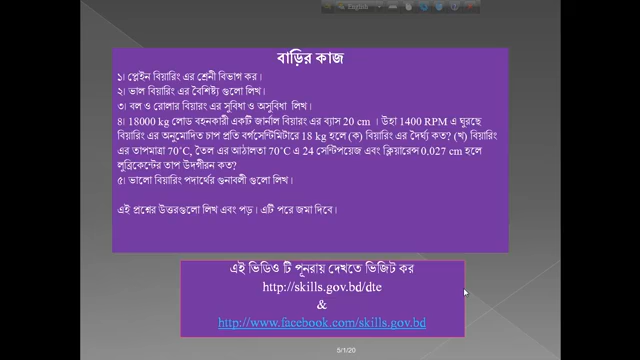 English
বাড়ির কাজ
১। প্লেইন বিয়ারিং এর শ্রেনী বিভাগ কর।
২। ভাল বিয়ারিং এর বৈশিষ্ট্য গুলো লিখ।
৩। বল ও রোলার বিয়ারং এর সুবিধা ও অসুবিধা লিখ।
৪। 18000 kg লোড বহনকারী একটি জার্নাল বিয়ারং এর ব্যাস 20 cm । উহা 1400 RPM এ ঘুরছে
বিয়ারিং এর অনুমোদিত চাপ প্রতি বর্গসেন্টিমিটারে 18 kg হলে (ক) বিয়ারিং এর দৈর্ঘ্য কত? (খ) বিয়ারিং
এর তাপমাত্রা 70˚C, তৈল এর আঠালতা 70˚C এ 24 সেন্টিপয়েজ এবং ক্লিয়ারেন্স 0.027 cm হলে
লুব্রিকেন্টের তাপ উদগীরন কত?
৫। ভালো বিয়ারিং পদার্থের গুনাবলী গুলো লিখ।
এই প্রশ্নের উত্তরগুলো লিখ এবং পড়। এটি পরে জমা দিবে।
এই ভিডিও টি পূনরায় দেখতে ভিজিট কর
http://skills.gov.bd/dte
&
http://www.facebook.com/skills.gov.bd
5/1/20